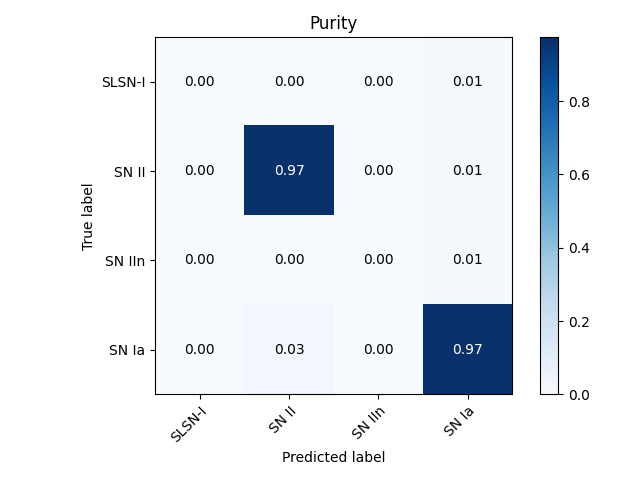 Purity
SLSN-I 0.00 0.00 0.00 0.01
SN II 0.00 0.97 0.00 0.01
SN IIn 0.00 0.00 0.00 0.01
SN Ia 0.00 0.03 0.00 0.97
SLSN-I SN II SN IIn SN Ia
Predicted label
True label
0.8
0.6
0.4
0.2
0.0